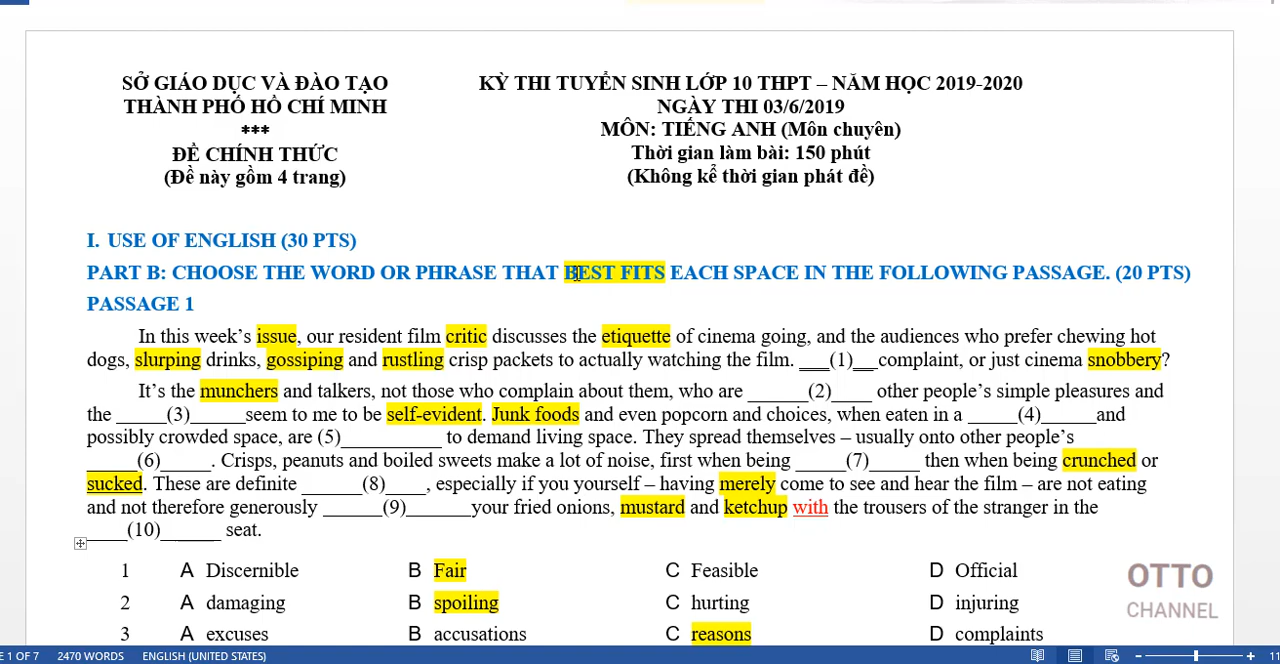 SỞ GIÁO DỤC VÀ ĐÀO TẠO
THÀNH PHỐ HỒ CHÍ MINH
***
ĐỀ CHÍNH THỨC
(Đề này gồm 4 trang)
KỲ THI TUYỂN SINH LỚP 10 THPT – NĂM HỌC 2019-2020
NGÀY THI 03/6/2019
MÔN: TIẾNG ANH (Môn chuyên)
Thời gian làm bài: 150 phút
(Không kể thời gian phát đề)
I. USE OF ENGLISH (30 PTS)
PART B: CHOOSE THE WORD OR PHRASE THAT BEST FITS EACH SPACE IN THE FOLLOWING PASSAGE. (20 PTS)
PASSAGE 1
In this week's issue, our resident film critic discusses the etiquette of cinema going, and the audiences who prefer chewing hot
dogs, slurping drinks, gossiping and rustling crisp packets to actually watching the film. ___(1)___complaint, or just cinema snobbery?
It's the munchers and talkers, not those who complain about them, who are ______(2)____ other people's simple pleasures and
the _____(3)______seem to me to be self-evident. Junk foods and even popcorn and choices, when eaten in a _____(4)______and
possibly crowded space, are (5)__________ to demand living space. They spread themselves – usually onto other people's
_____(6)_____. Crisps, peanuts and boiled sweets make a lot of noise, first when being _____(7)_____ then when being crunched or
sucked. These are definite ______(8)____, especially if you yourself – having merely come to see and hear the film – are not eating
and not therefore generously ______(9)_______your fried onions, mustard and ketchup with the trousers of the stranger in the
____(10)______ seat.
1 A Discernible B Fair C Feasible D Official
2 A damaging B spoiling C hurting D injuring
3 A excuses B accusations C reasons D complaints
OTTO
CHANNEL
1 OF 7 2470 WORDS ENGLISH (UNITED STATES)